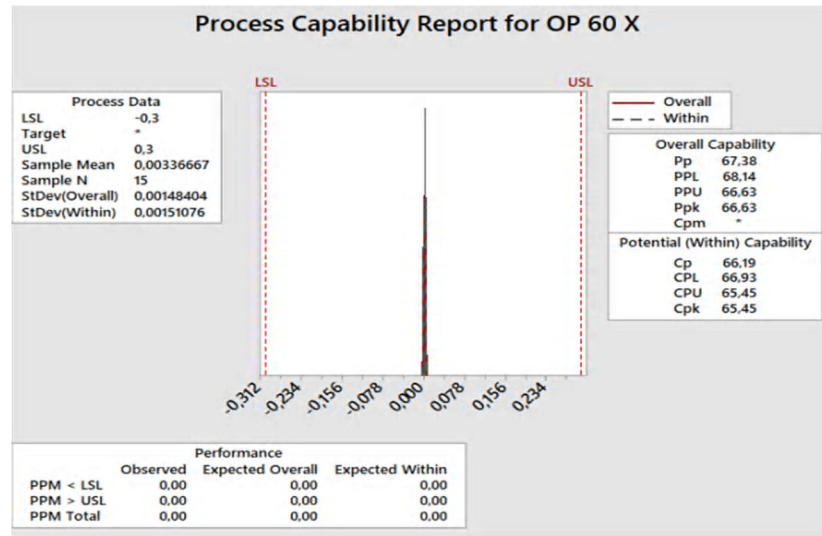 Process Capability Report for OP 60 X
LSL USL
Process Data
LSL -0,3
Target *
USL 0,3
Sample Mean 0,00336667
Sample N 15
StDev(Overall) 0,00148404
StDev(Within) 0,00151076
Overall
Within
Overall Capability
Pp 67,38
PPL 68,14
PPU 66,63
Ppk 66,63
Cpm *
Potential (Within) Capability
Cp 66,19
CPL 66,93
CPU 65,45
Cpk 65,45
-0,312 -0,234 -0,156 -0,078 0,000 0,078 0,156 0,234
Performance
Observed Expected Overall Expected Within
PPM < LSL 0,00 0,00 0,00
PPM > USL 0,00 0,00 0,00
PPM Total 0,00 0,00 0,00